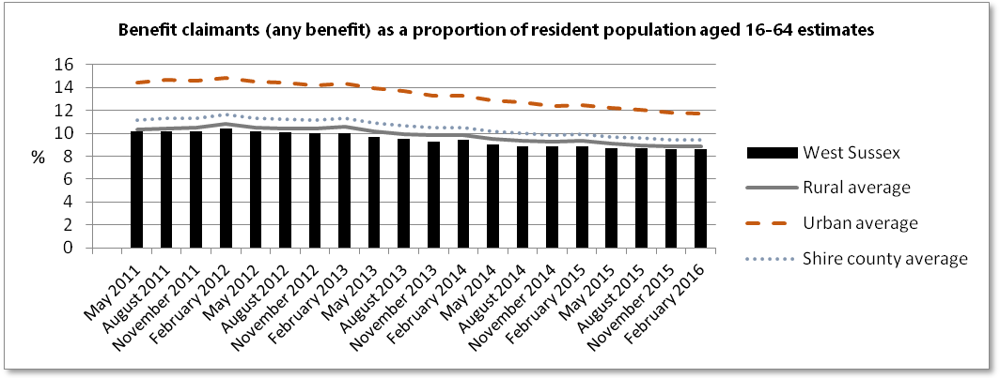 Benefit claimants (any benefit) as a proportion of resident population aged 16-64 estimates
16
14
12
10
8
6
4
2
0
%
May 2011
August 2011
November 2011
February 2012
May 2012
August 2012
November 2012
February 2013
May 2013
August 2013
November 2013
February 2014
May 2014
August 2014
November 2014
February 2015
May 2015
August 2015
November 2015
February 2016
West Sussex
Rural average
Urban average
Shire county average